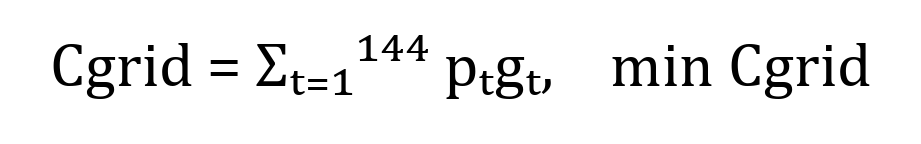 Cgrid = Σₜ₌₁¹⁴⁴ pₜgₜ, min Cgrid